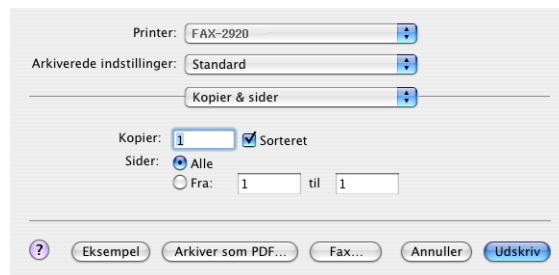 Printer: FAX-2920
Arkiverede indstillinger: Standard
Kopier & sider
Kopier: 1 Sorteret
Sider: Alle
Fra: 1 til 1
? Eksempel Arkiver som PDF... Fax... Annuller Udskriv